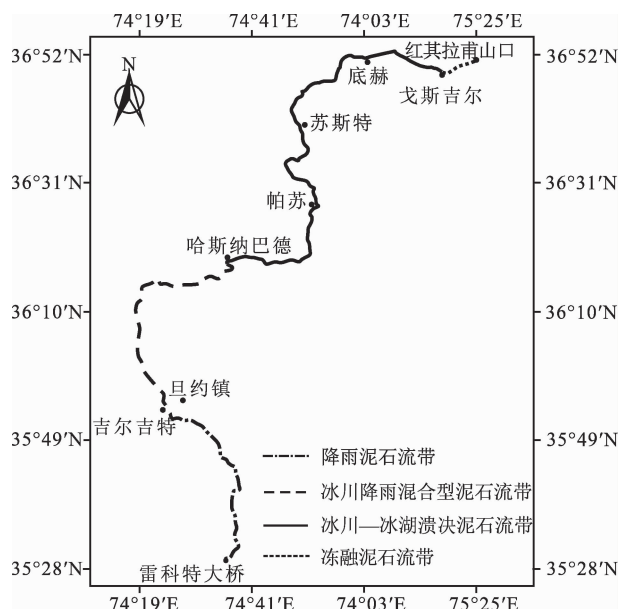 74°19′E 74°41′E 74°03′E 75°25′E
36°52′N 红其拉甫山口 36°52′N
底赫
戈斯吉尔
N
苏斯特
36°31′N 36°31′N
帕苏
哈斯纳巴德
36°10′N 36°10′N
旦约镇
吉尔吉特
35°49′N 35°49′N
降雨泥石流带
冰川降雨混合型泥石流带
冰川—冰湖溃决泥石流带
冻融泥石流带
35°28′N 雷科特大桥 35°28′N
74°19′E 74°41′E 74°03′E 75°25′E